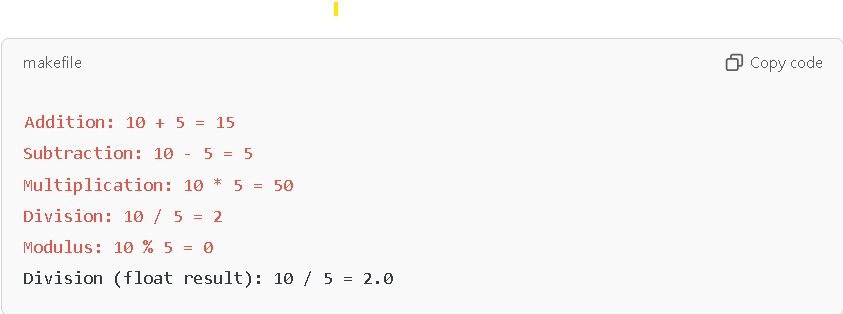 makefile
Copy code
Addition: 10 + 5 = 15
Subtraction: 10 - 5 = 5
Multiplication: 10 * 5 = 50
Division: 10 / 5 = 2
Modulus: 10 % 5 = 0
Division (float result): 10 / 5 = 2.0